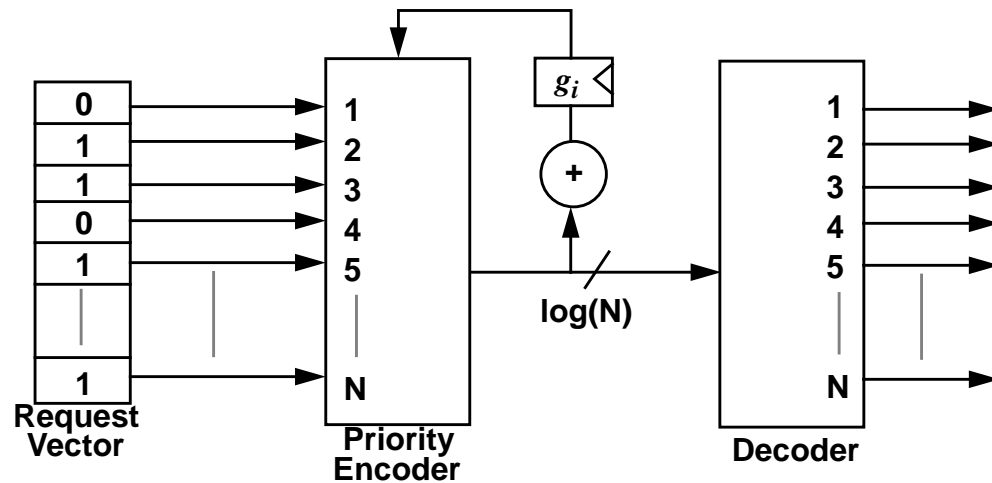 0
1
1
0
1
1
Request
Vector
1
2
3
4
5
N
Priority
Encoder
g_i
+
log(N)
1
2
3
4
5
N
Decoder